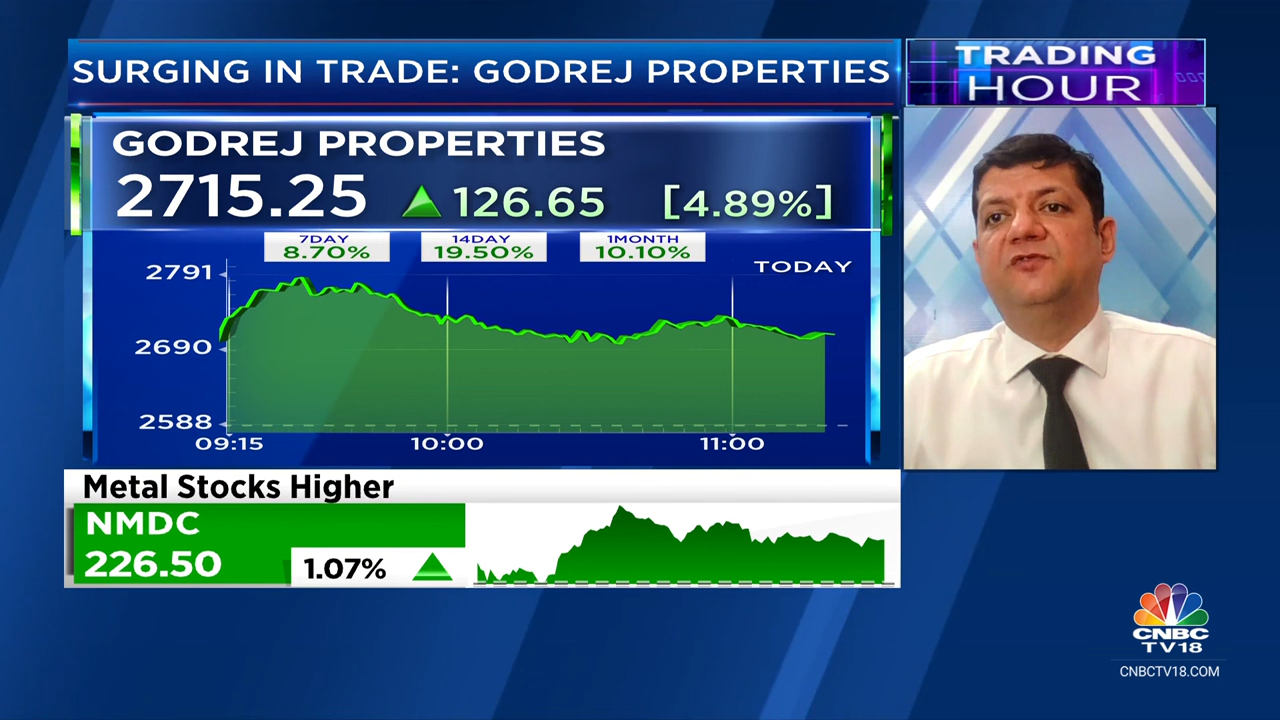 SURGING IN TRADE: GODREJ PROPERTIES
TRADING
HOUR
GODREJ PROPERTIES
2715.25 126.65 [4.89%]
7DAY
8.70%
14DAY
19.50%
1MONTH
10.10%
TODAY
2791
2690
2588
09:15 10:00 11:00
Metal Stocks Higher
NMDC
226.50 1.07%
CNBC
TV18
CNBCTV18.COM